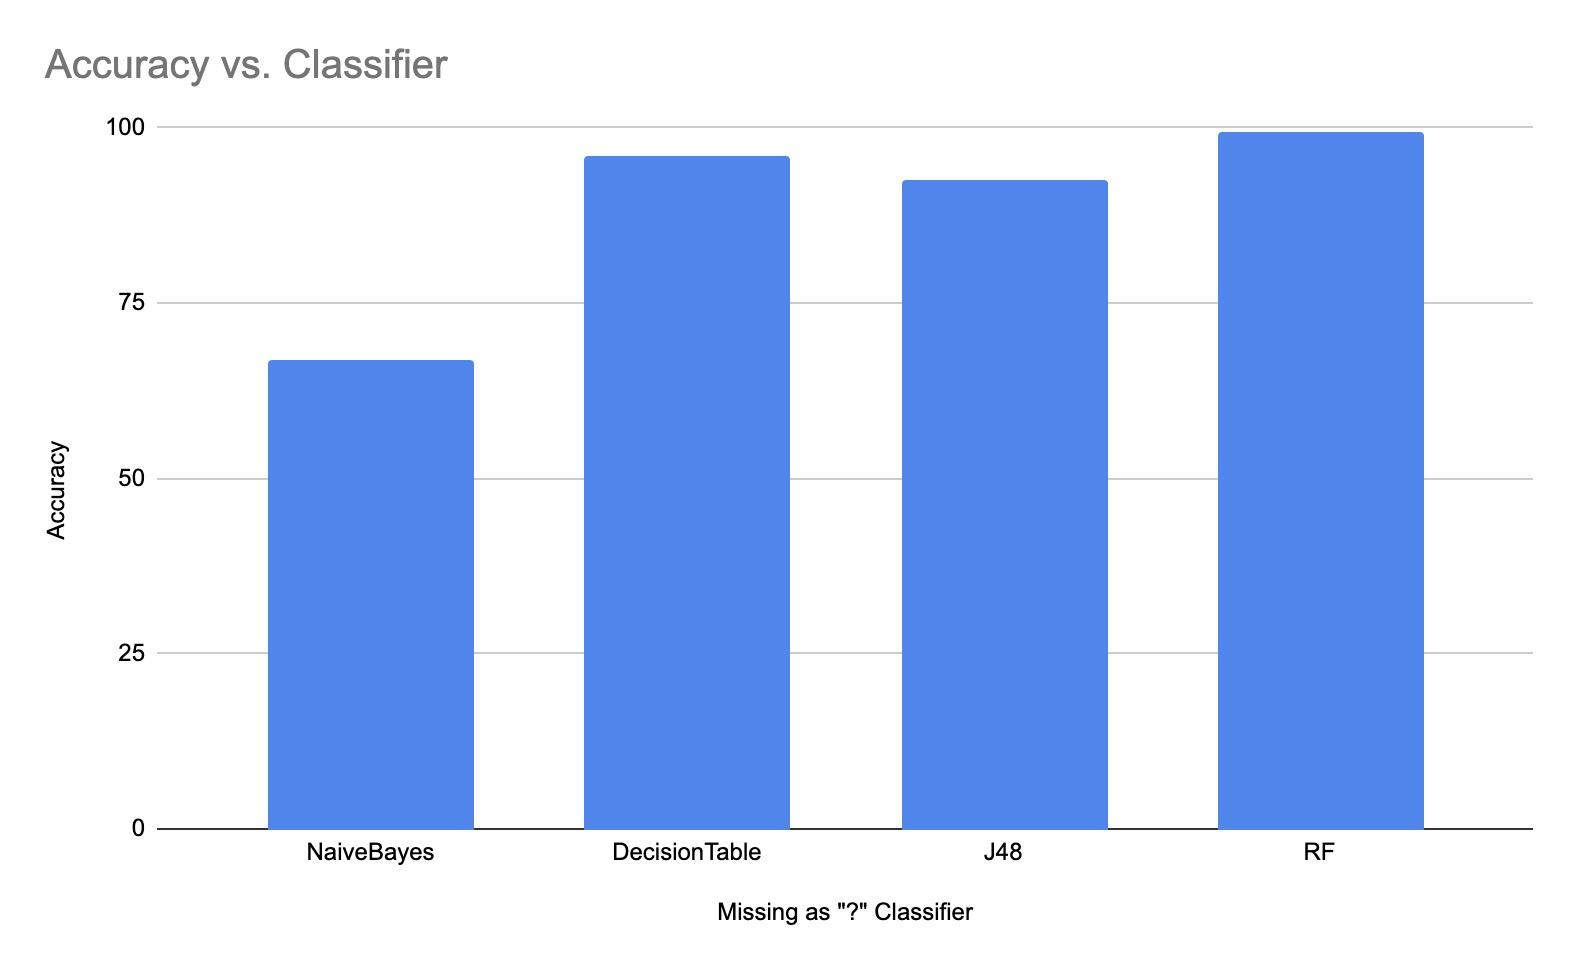 Accuracy vs. Classifier
100
75
50
25
0
Accuracy
NaiveBayes
DecisionTable
J48
RF
Missing as "?" Classifier